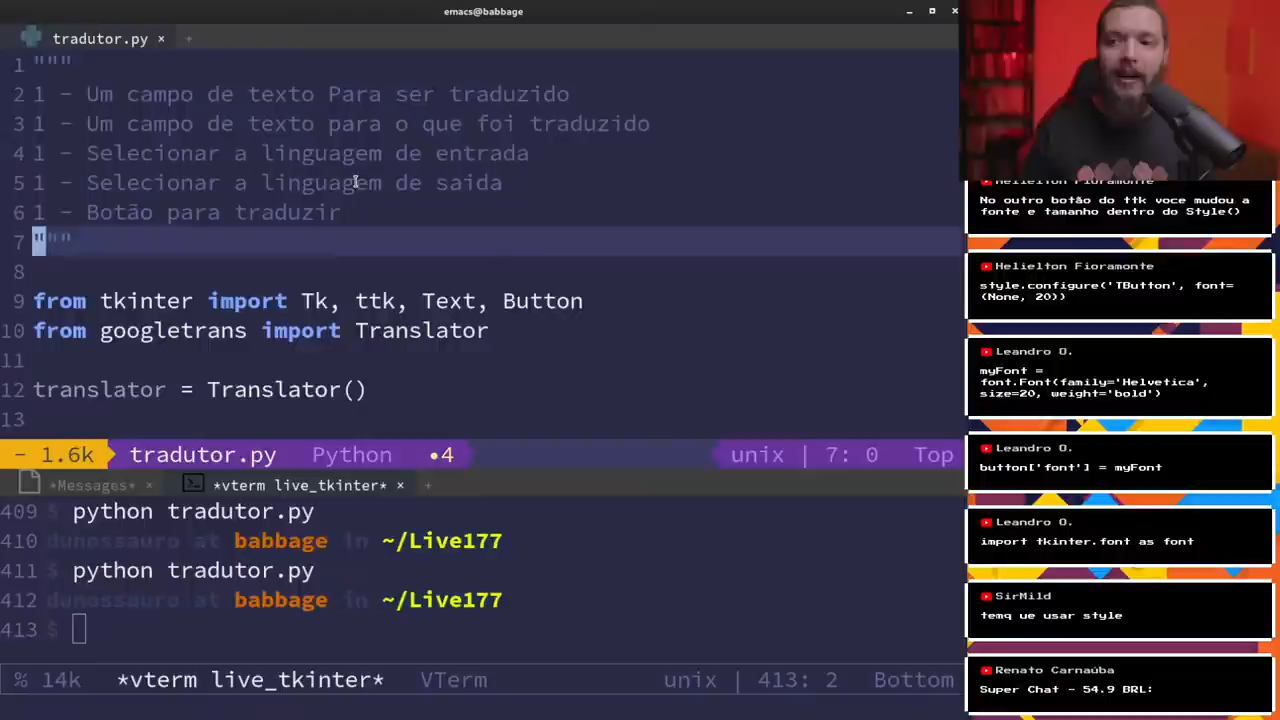 emacs@babbage
tradutor.py × +
1 """
2 1 - Um campo de texto Para ser traduzido
3 1 - Um campo de texto para o que foi traduzido
4 1 - Selecionar a linguagem de entrada
5 1 - Selecionar a linguagem de saida
6 1 - Botão para traduzir
7 """
8
9 from tkinter import Tk, ttk, Text, Button
10 from googletrans import Translator
11
12 translator = Translator()
13
- 1.6k tradutor.py Python •4 unix | 7: 0 Top
*Messages* × *vterm live_tkinter* × +
409 $ python tradutor.py
410 dunossauro at babbage in ~/Live177
411 $ python tradutor.py
412 dunossauro at babbage in ~/Live177
413 $
% 14k *vterm live_tkinter* VTerm unix | 413: 2 Bottom
Helielton Fioramonte
No outro botão do ttk voce mudou a
fonte e tamanho dentro do Style()
Helielton Fioramonte
style.configure('TButton', font=
(None, 20))
Leandro O.
myFont =
font.Font(family='Helvetica',
size=20, weight='bold')
Leandro O.
button['font'] = myFont
Leandro O.
import tkinter.font as font
SirMild
temq ue usar style
Renato Carnaúba
Super Chat - 54.9 BRL: